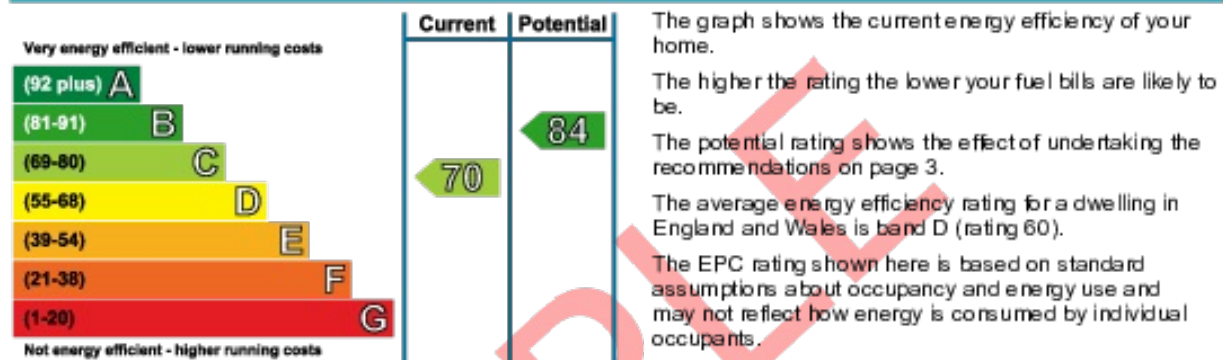 Current Potential
Very energy efficient - lower running costs
(92 plus) A
(81-91) B
84
(69-80) C
70
(55-68) D
(39-54) E
(21-38) F
(1-20) G
Not energy efficient - higher running costs
The graph shows the current energy efficiency of your
home.
The higher the rating the lower your fuel bills are likely to
be.
The potential rating shows the effect of undertaking the
recommendations on page 3.
The average energy efficiency rating for a dwelling in
England and Wales is band D (rating 60).
The EPC rating shown here is based on standard
assumptions about occupancy and energy use and
may not reflect how energy is consumed by individual
occupants.
PLE